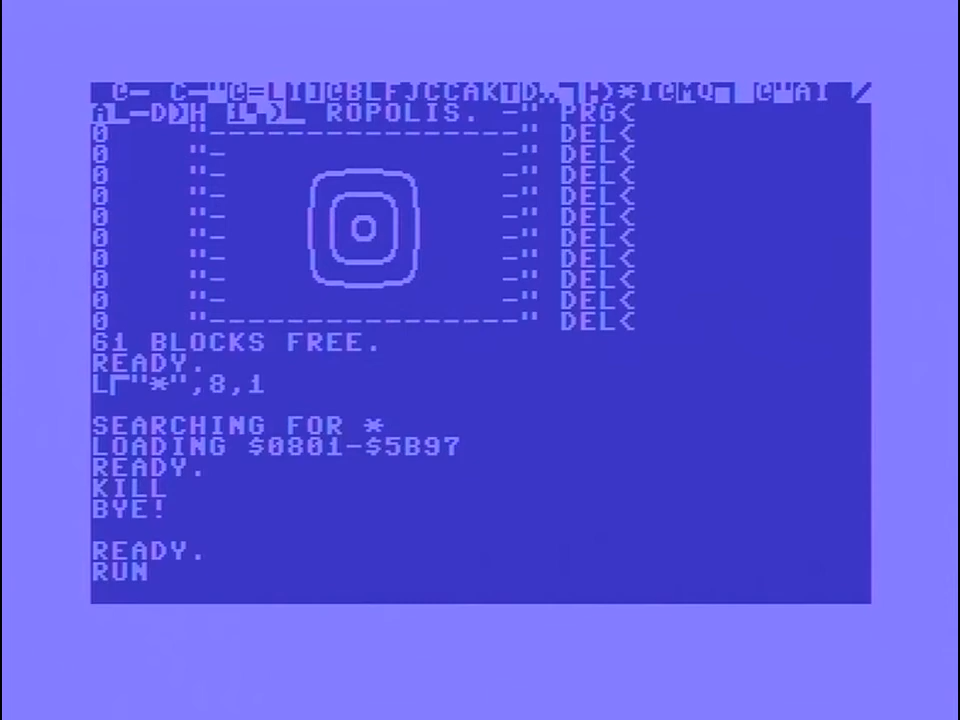 ROPOLIS. -" PRG<
0 "----------------" DEL<
0 "- -" DEL<
0 "- -" DEL<
0 "- -" DEL<
0 "- -" DEL<
0 "- -" DEL<
0 "- -" DEL<
0 "- -" DEL<
0 "- -" DEL<
0 "----------------" DEL<
61 BLOCKS FREE.
READY.
L┌"*",8,1
SEARCHING FOR *
LOADING $0801-$5B97
READY.
KILL
BYE!
READY.
RUN